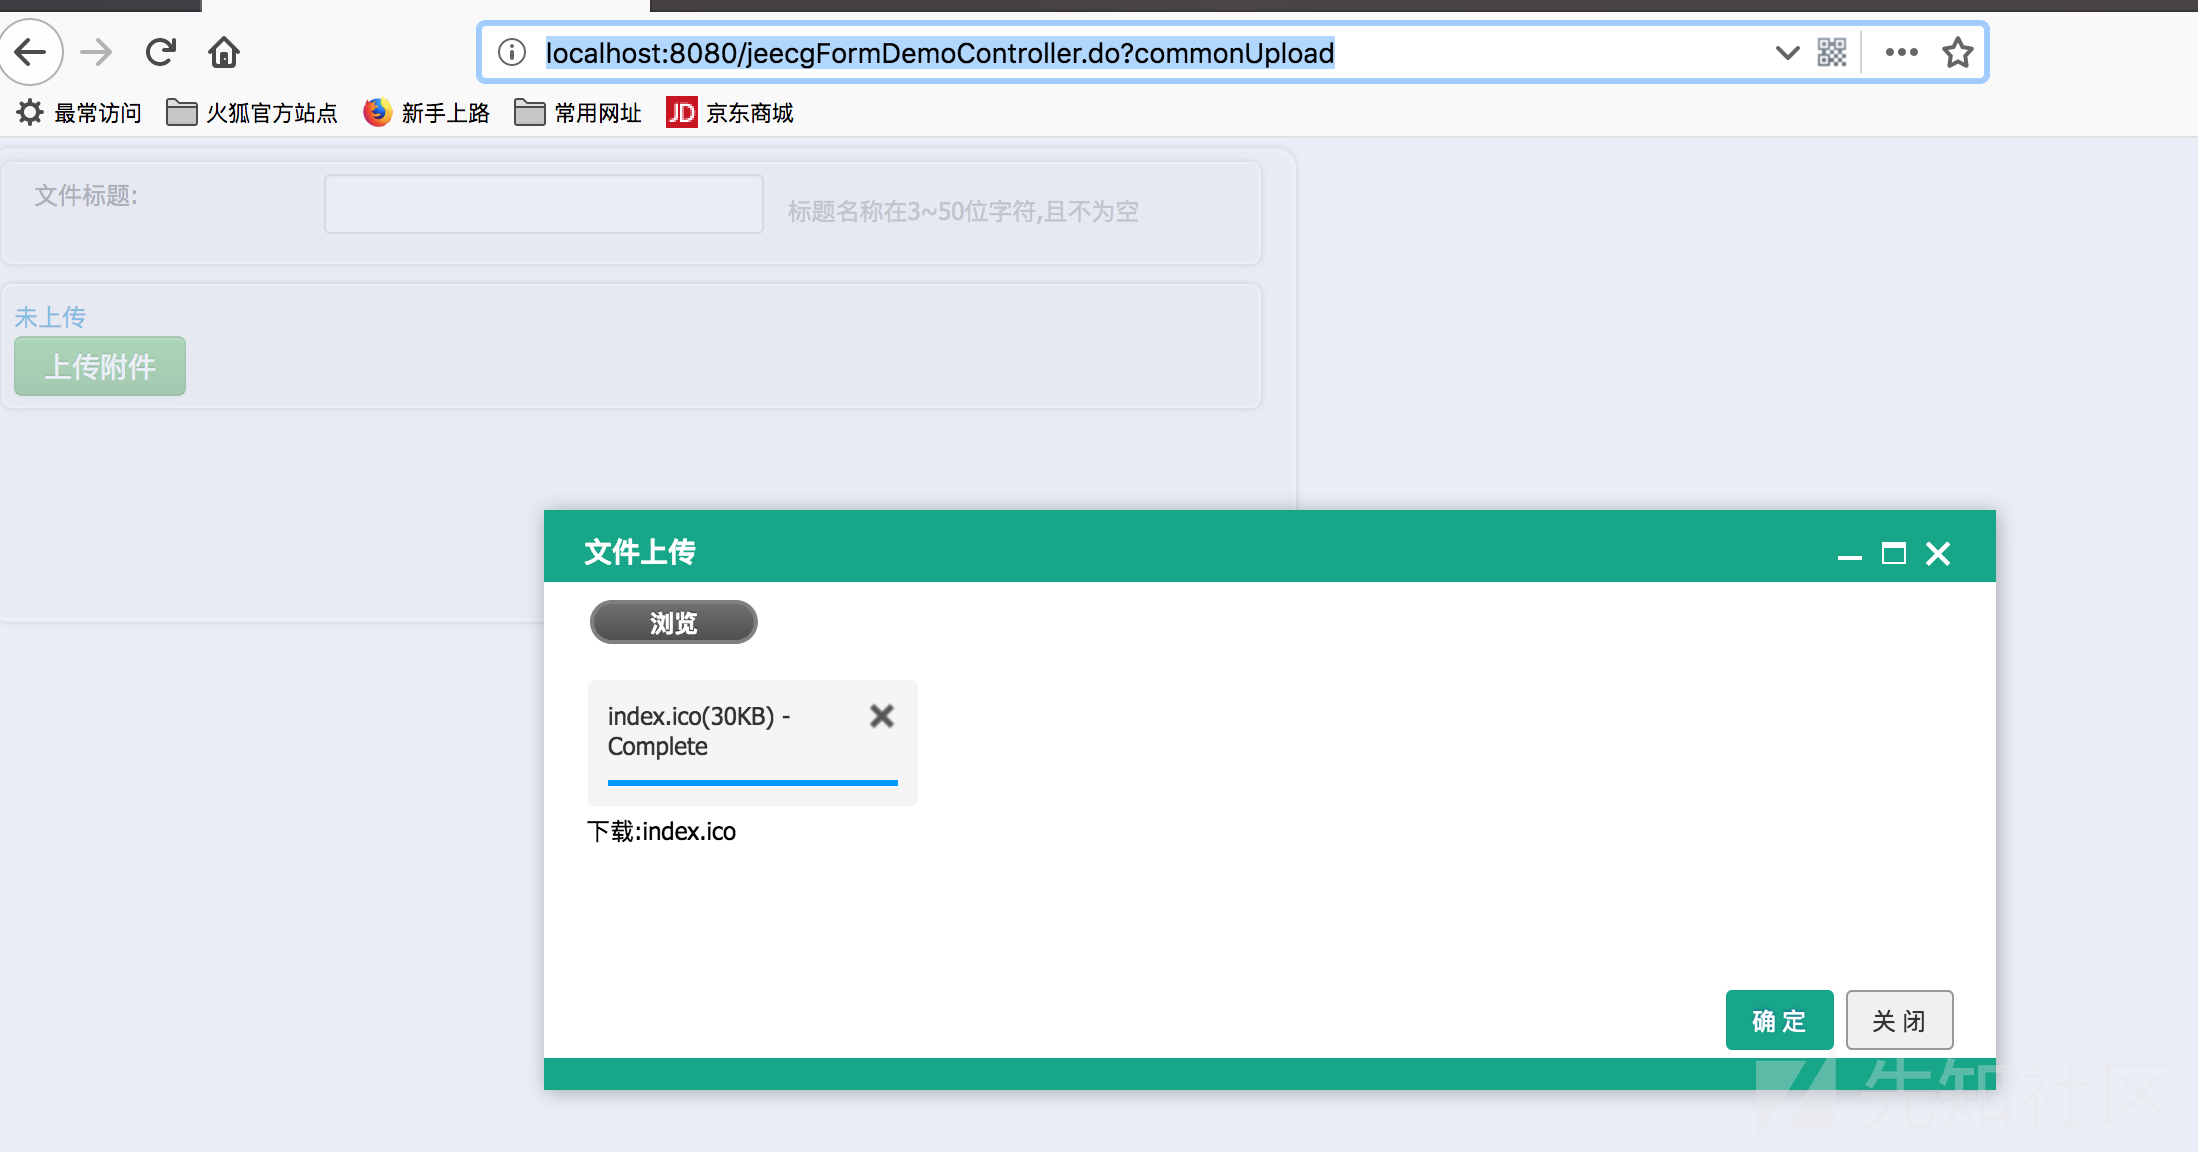 localhost:8080/jeecgFormDemoController.do?commonUpload
最常访问 火狐官方站点 新手上路 常用网址 JD 京东商城
文件标题: 标题名称在3~50位字符,且不为空
未上传
上传附件
文件上传
浏览
index.ico(30KB) -
Complete
下载:index.ico
确 定 关 闭
先知社区